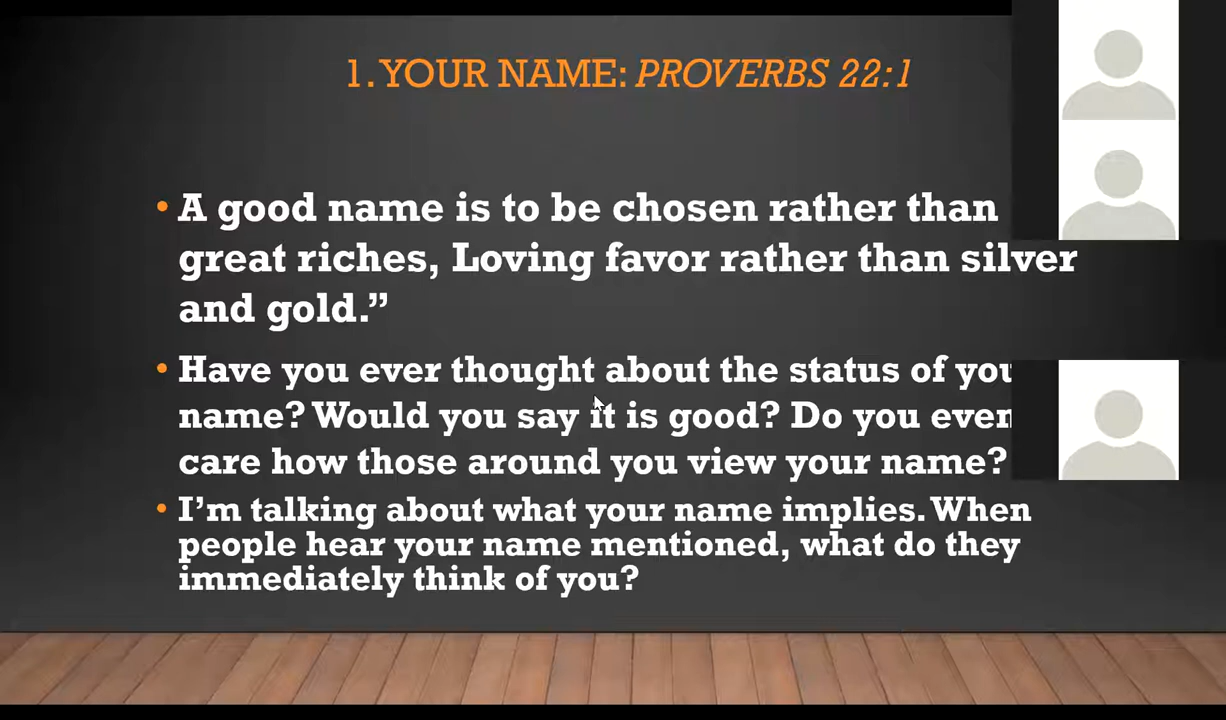 1. YOUR NAME: PROVERBS 22:1
• A good name is to be chosen rather than
great riches, Loving favor rather than silver
and gold.”
• Have you ever thought about the status of you
name? Would you say it is good? Do you even
care how those around you view your name?
• I’m talking about what your name implies. When
people hear your name mentioned, what do they
immediately think of you?